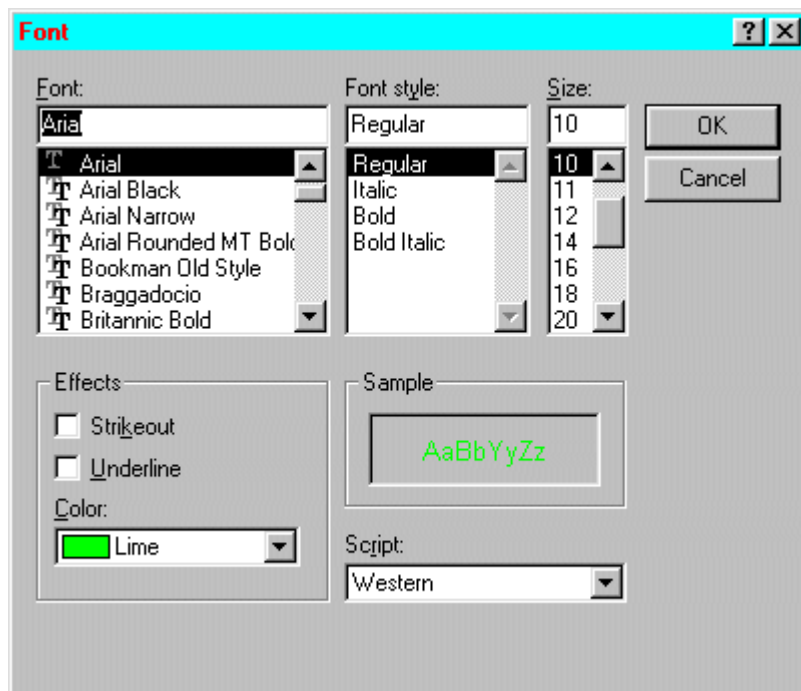 Font
Font:
Arial
Arial
Arial Black
Arial Narrow
Arial Rounded MT Bol
Bookman Old Style
Braggadocio
Britannic Bold
Font style:
Regular
Regular
Italic
Bold
Bold Italic
Size:
10
10
11
12
14
16
18
20
OK
Cancel
Effects
Strikeout
Underline
Color:
Lime
Sample
AaBbYyZz
Script:
Western